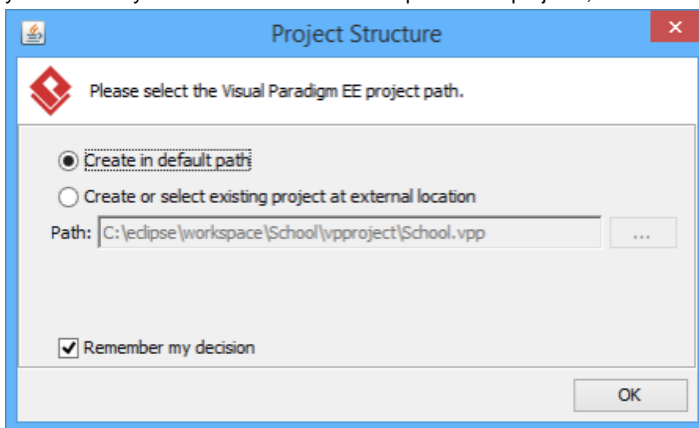 Project Structure
Please select the Visual Paradigm EE project path.
Create in default path
Create or select existing project at external location
Path: C:\eclipse\workspace\School\vpproject\School.vpp ...
Remember my decision
OK